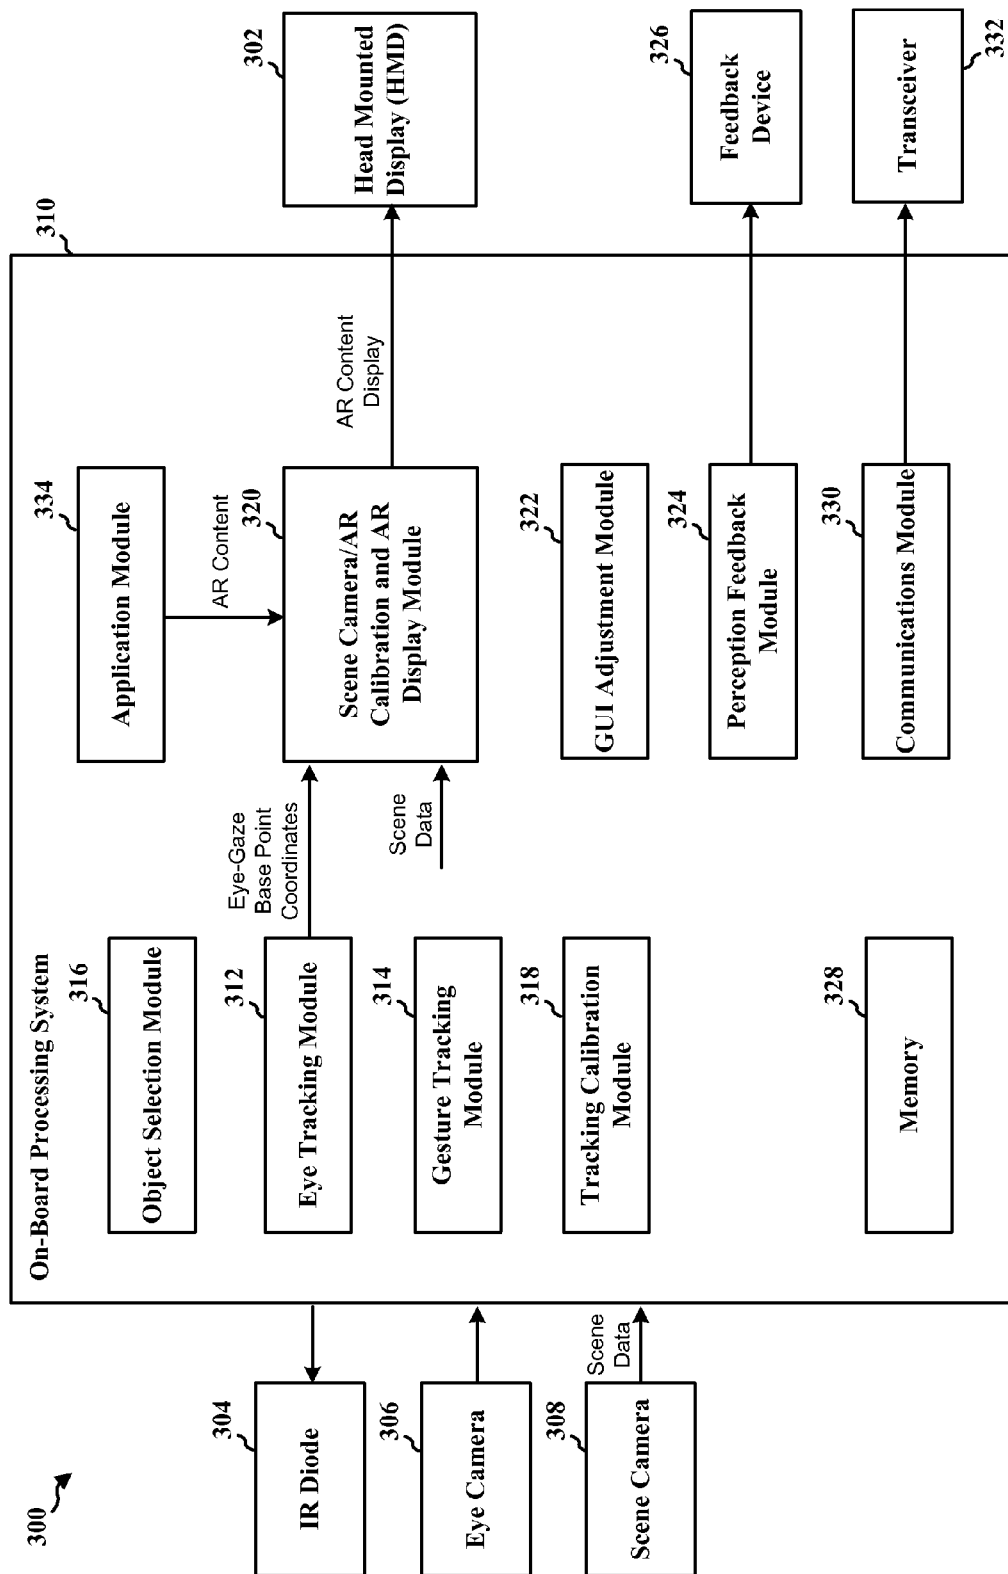 300
304
IR Diode
306
Eye Camera
308
Scene Camera
Scene
Data
310
On-Board Processing System
316
Object Selection Module
312
Eye Tracking Module
314
Gesture Tracking
Module
318
Tracking Calibration
Module
328
Memory
Eye-Gaze
Base Point
Coordinates
Scene
Data
334
Application Module
AR Content
320
Scene Camera/AR
Calibration and AR
Display Module
322
GUI Adjustment Module
324
Perception Feedback
Module
330
Communications Module
AR Content
Display
302
Head Mounted
Display (HMD)
326
Feedback
Device
332
Transceiver